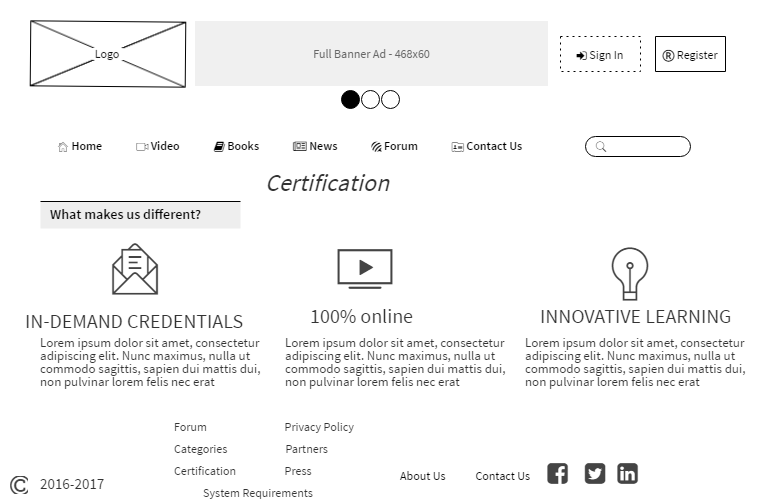 Logo
Full Banner Ad - 468x60
Sign In
® Register
Home
Video
Books
News
Forum
Contact Us
Certification
What makes us different?
IN-DEMAND CREDENTIALS
Lorem ipsum dolor sit amet, consectetur
adipiscing elit. Nunc maximus, nulla ut
commodo sagittis, sapien dui mattis dui,
non pulvinar lorem felis nec erat
100% online
Lorem ipsum dolor sit amet, consectetur
adipiscing elit. Nunc maximus, nulla ut
commodo sagittis, sapien dui mattis dui,
non pulvinar lorem felis nec erat
INNOVATIVE LEARNING
Lorem ipsum dolor sit amet, consectetur
adipiscing elit. Nunc maximus, nulla ut
commodo sagittis, sapien dui mattis dui,
non pulvinar lorem felis nec erat
Forum
Privacy Policy
Categories
Partners
Certification
Press
System Requirements
About Us
Contact Us
© 2016-2017